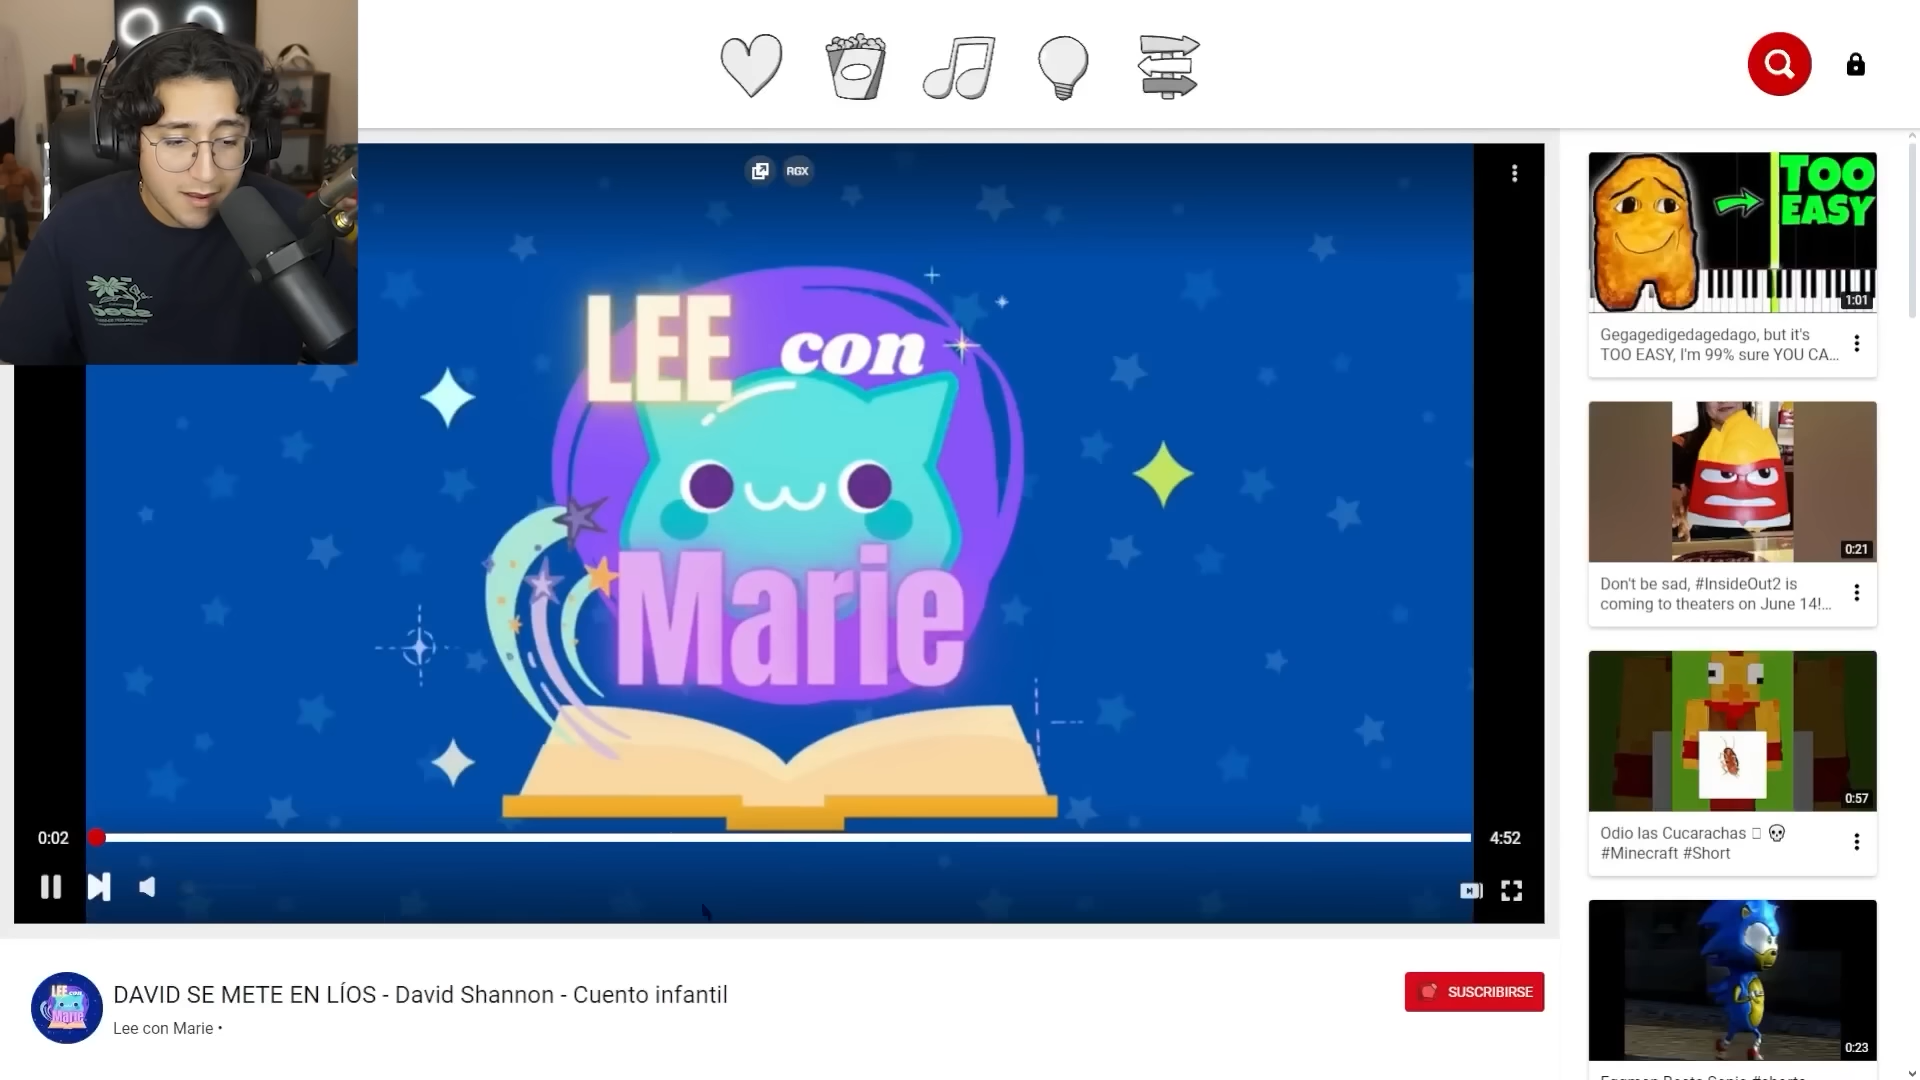 RGX
LEE con
Marie
0:02
4:52
DAVID SE METE EN LÍOS - David Shannon - Cuento infantil
Lee con Marie •
SUSCRIBIRSE
TOO
EASY
1:01
Gegagedigedagedago, but it's
TOO EASY, I'm 99% sure YOU CA...
0:21
Don't be sad, #InsideOut2 is
coming to theaters on June 14!...
0:57
Odio las Cucarachas 💀
#Minecraft #Short
0:23